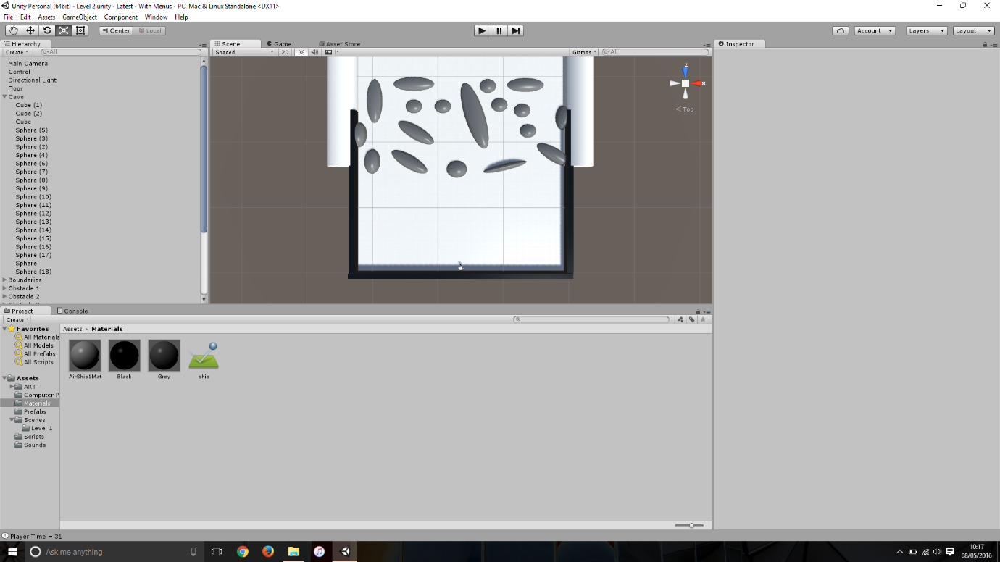 Unity Personal (64bit) - Level 2.unity - Latest - With Menus - PC, Mac & Linux Standalone <DX11>
File Edit Assets GameObject Component Window Help
Center Local Account Layers Layout
Hierarchy Scene Game Asset Store Inspector
Create All Shaded 2D Gizmos All
Main Camera
Control
Directional Light
Floor
Cave
Cube (1)
Cube (2)
Cube
Sphere (5)
Sphere (3)
Sphere (2)
Sphere (4)
Sphere (6)
Sphere (7)
Sphere (8)
Sphere (9)
Sphere (10)
Sphere (11)
Sphere (12)
Sphere (13)
Sphere (14)
Sphere (15)
Sphere (16)
Sphere (17)
Sphere
Sphere (18)
Boundaries
Obstacle 1
Obstacle 2
z
x
Top
Project Console
Create
Favorites
All Materials
All Models
All Prefabs
All Scripts
Assets
ART
Computer P
Materials
Prefabs
Scenes
Level 1
Scripts
Sounds
Assets Materials
AirShip1Mat Black Grey ship
Player Time = 31
Ask me anything
10:17
08/05/2016